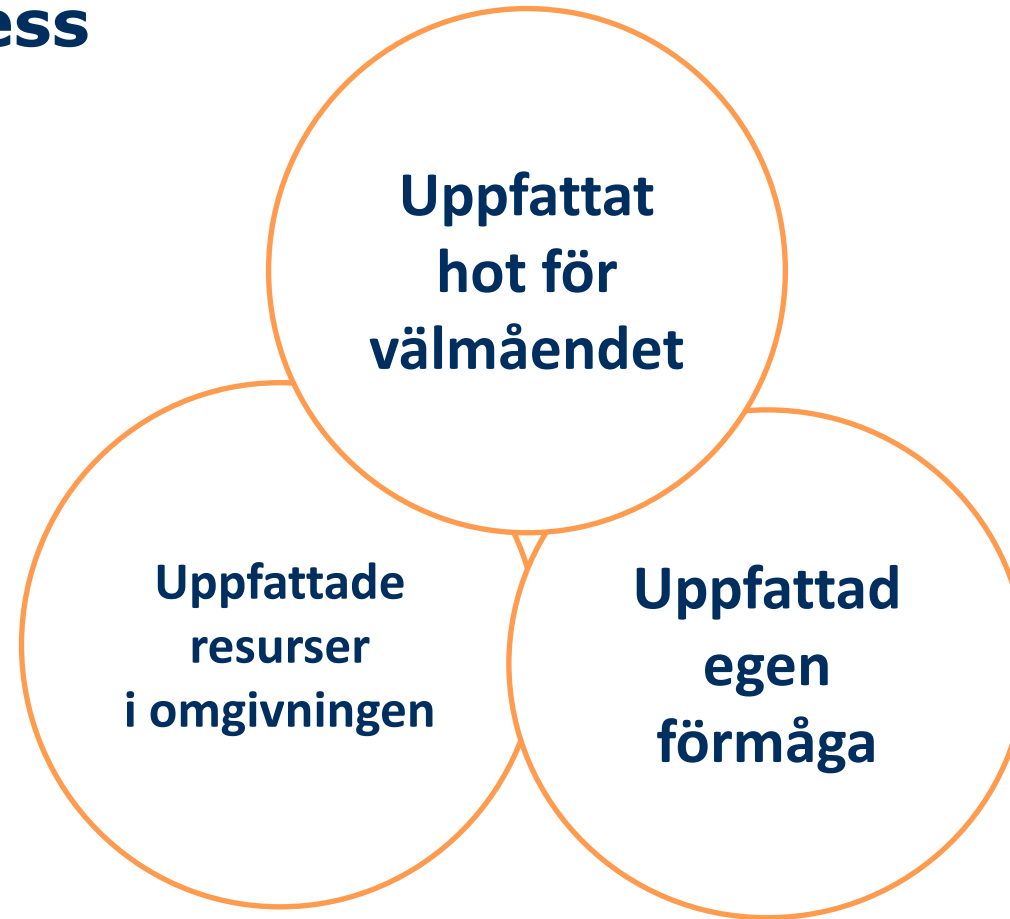 ess
Uppfattat
hot för
välmåendet
Uppfattade
resurser
i omgivningen
Uppfattad
egen
förmåga